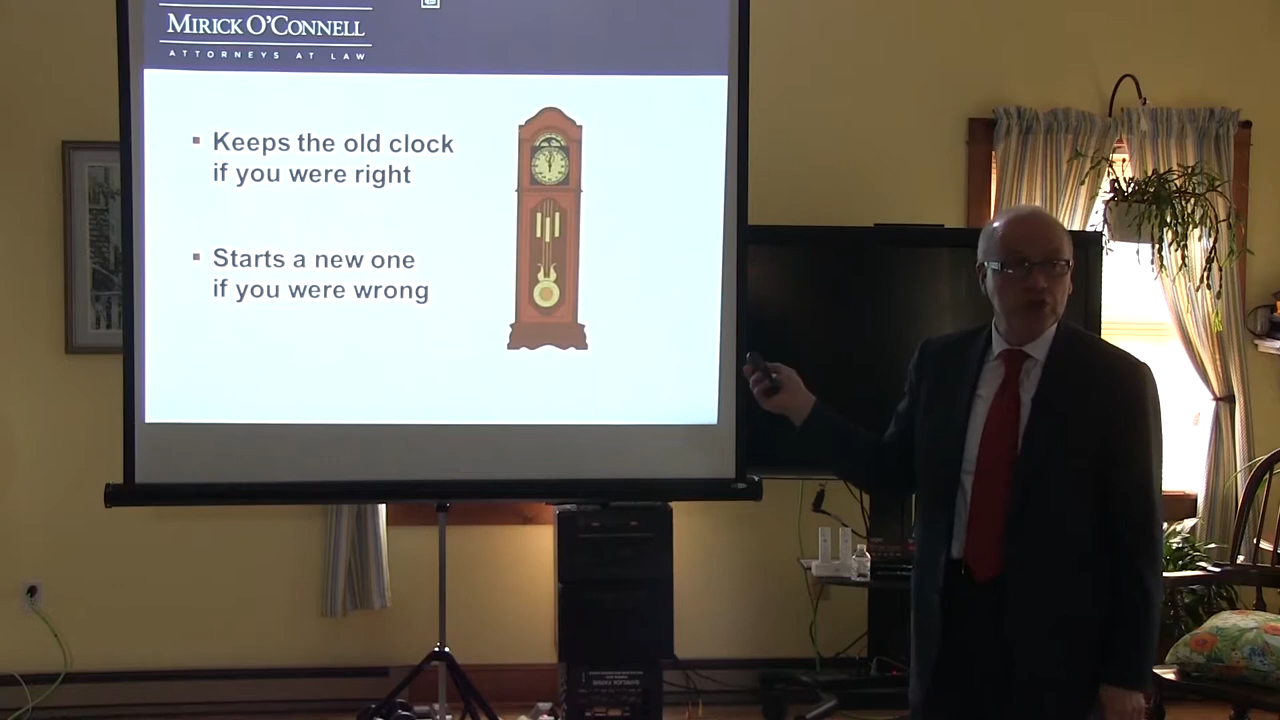 MIRICK O'CONNELL
ATTORNEYS AT LAW
▪ Keeps the old clock
if you were right
▪ Starts a new one
if you were wrong